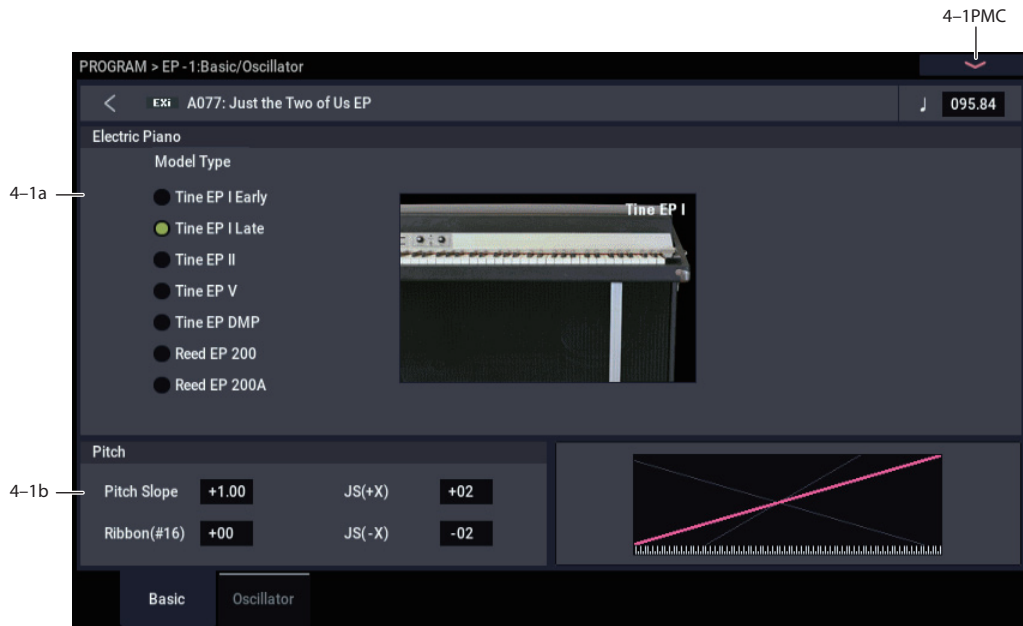 4–1PMC
PROGRAM > EP -1:Basic/Oscillator
EXi A077: Just the Two of Us EP
♩ 095.84
Electric Piano
Model Type
4–1a
Tine EP I Early
Tine EP I Late
Tine EP II
Tine EP V
Tine EP DMP
Reed EP 200
Reed EP 200A
Tine EP I
Pitch
4–1b
Pitch Slope +1.00 JS(+X) +02
Ribbon(#16) +00 JS(-X) -02
Basic Oscillator